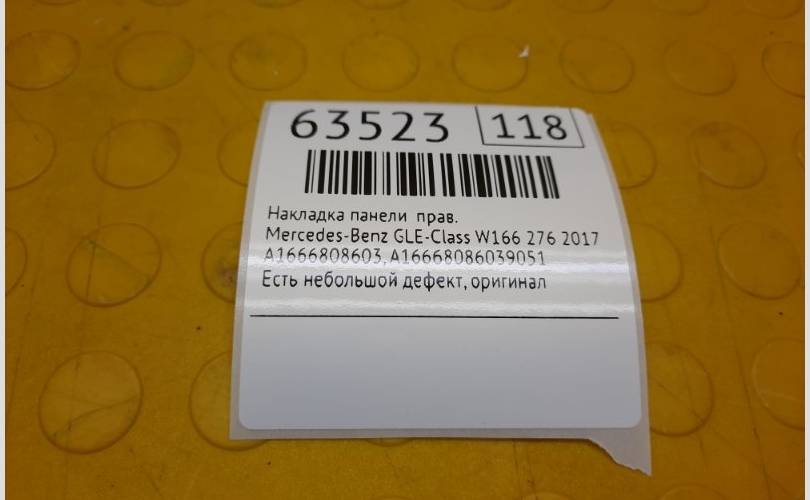 63523 118
Накладка панели прав.
Mercedes-Benz GLE-Class W166 276 2017
A1666808603, A16668086039051
Есть небольшой дефект, оригинал